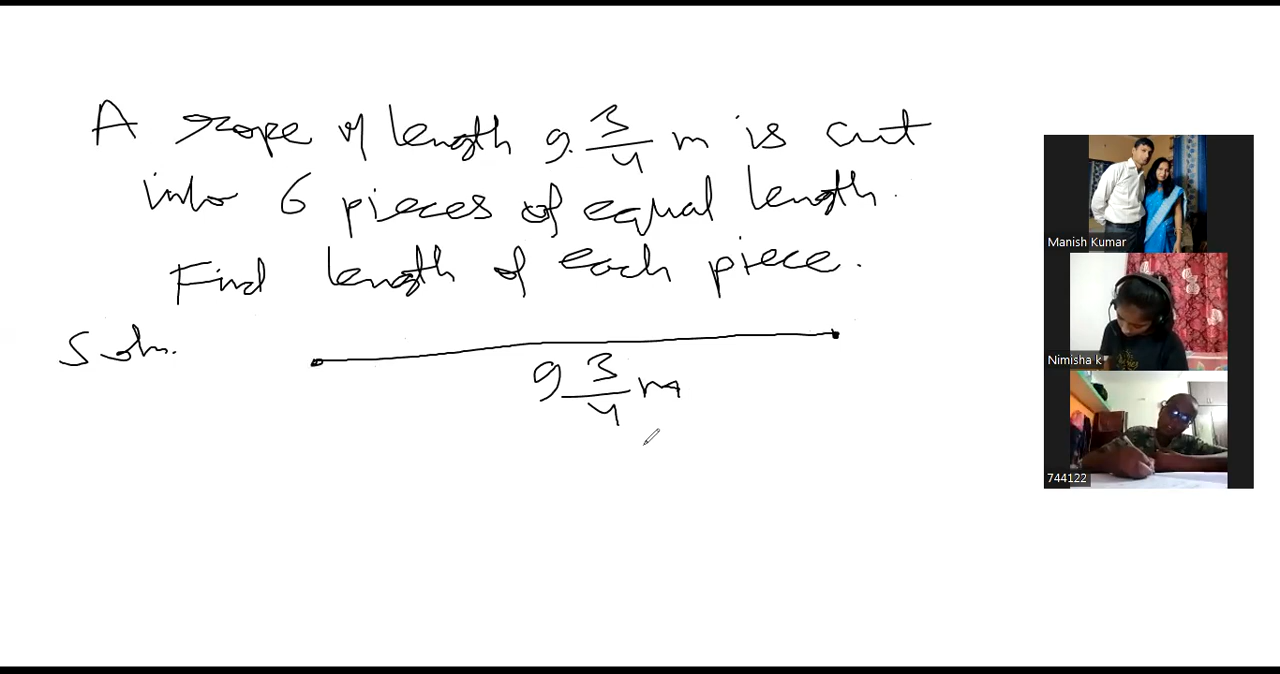 A rope of length 9 3/4 m is cut
into 6 pieces of equal length.
Find length of each piece.
Soln.
9 3/4 m
Manish Kumar
Nimisha k
744122